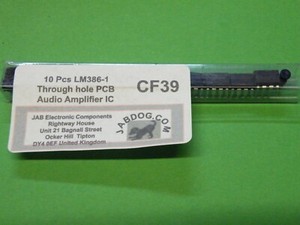 10 Pcs LM386-1
Through hole PCB
Audio Amplifier IC
CF39
JAB Electronic Components
Rightway House
Unit 21 Bagnall Street
Ocker Hill Tipton
DY4 0EF United Kingdom
JABDOG.COM